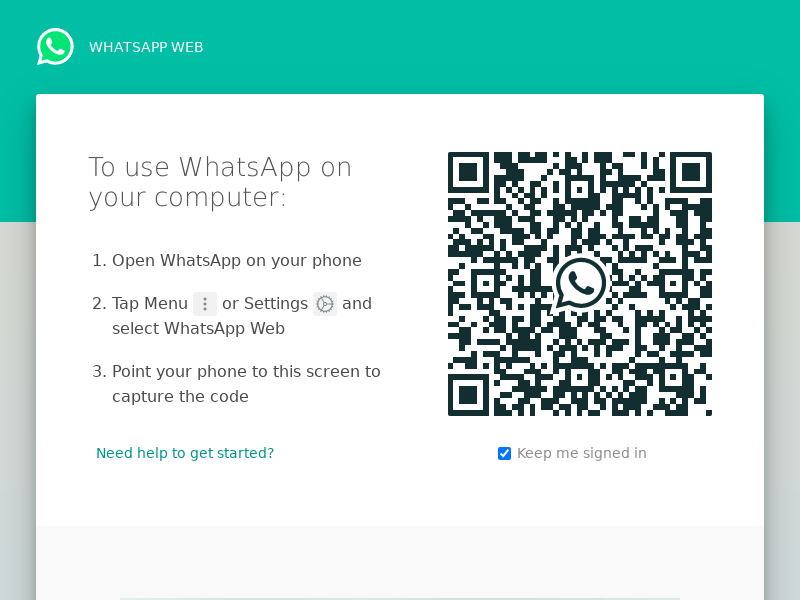 WHATSAPP WEB
To use WhatsApp on
your computer:
1. Open WhatsApp on your phone
2. Tap Menu or Settings and
select WhatsApp Web
3. Point your phone to this screen to
capture the code
Need help to get started?
Keep me signed in